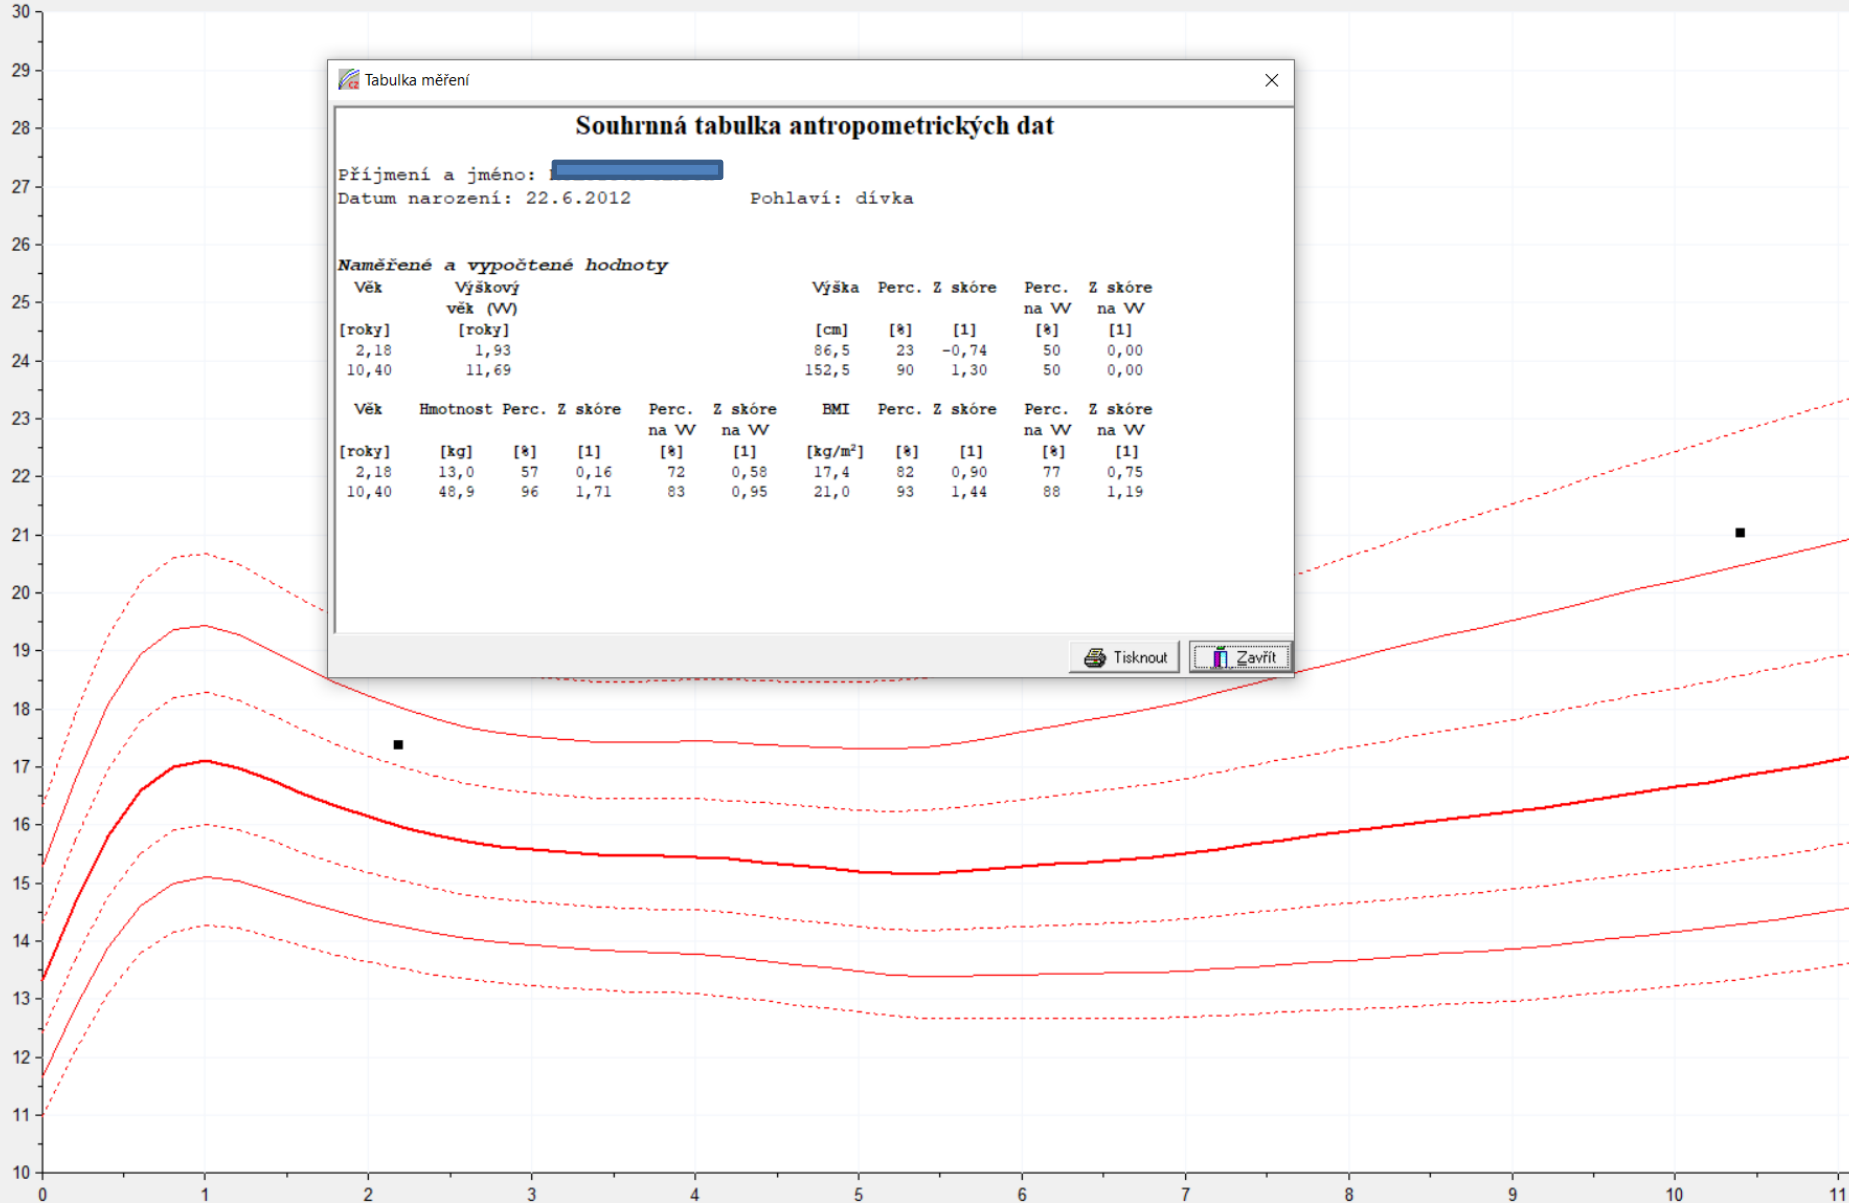 Tabulka měření
Souhrnná tabulka antropometrických dat
Příjmení a jméno:
Datum narození: 22.6.2012 Pohlaví: dívka
Naměřené a vypočtené hodnoty
Věk Výškový Výška Perc. Z skóre Perc. Z skóre
věk (VV) na VV na VV
[roky] [roky] [cm] [%] [1] [%] [1]
2,18 1,93 86,5 23 -0,74 50 0,00
10,40 11,69 152,5 90 1,30 50 0,00
Věk Hmotnost Perc. Z skóre Perc. Z skóre BMI Perc. Z skóre Perc. Z skóre
na VV na VV na VV na VV
[roky] [kg] [%] [1] [%] [1] [kg/m²] [%] [1] [%] [1]
2,18 13,0 57 0,16 72 0,58 17,4 82 0,90 77 0,75
10,40 48,9 96 1,71 83 0,95 21,0 93 1,44 88 1,19
Tisknout Zavřít
30
29
28
27
26
25
24
23
22
21
20
19
18
17
16
15
14
13
12
11
10
0 1 2 3 4 5 6 7 8 9 10 11